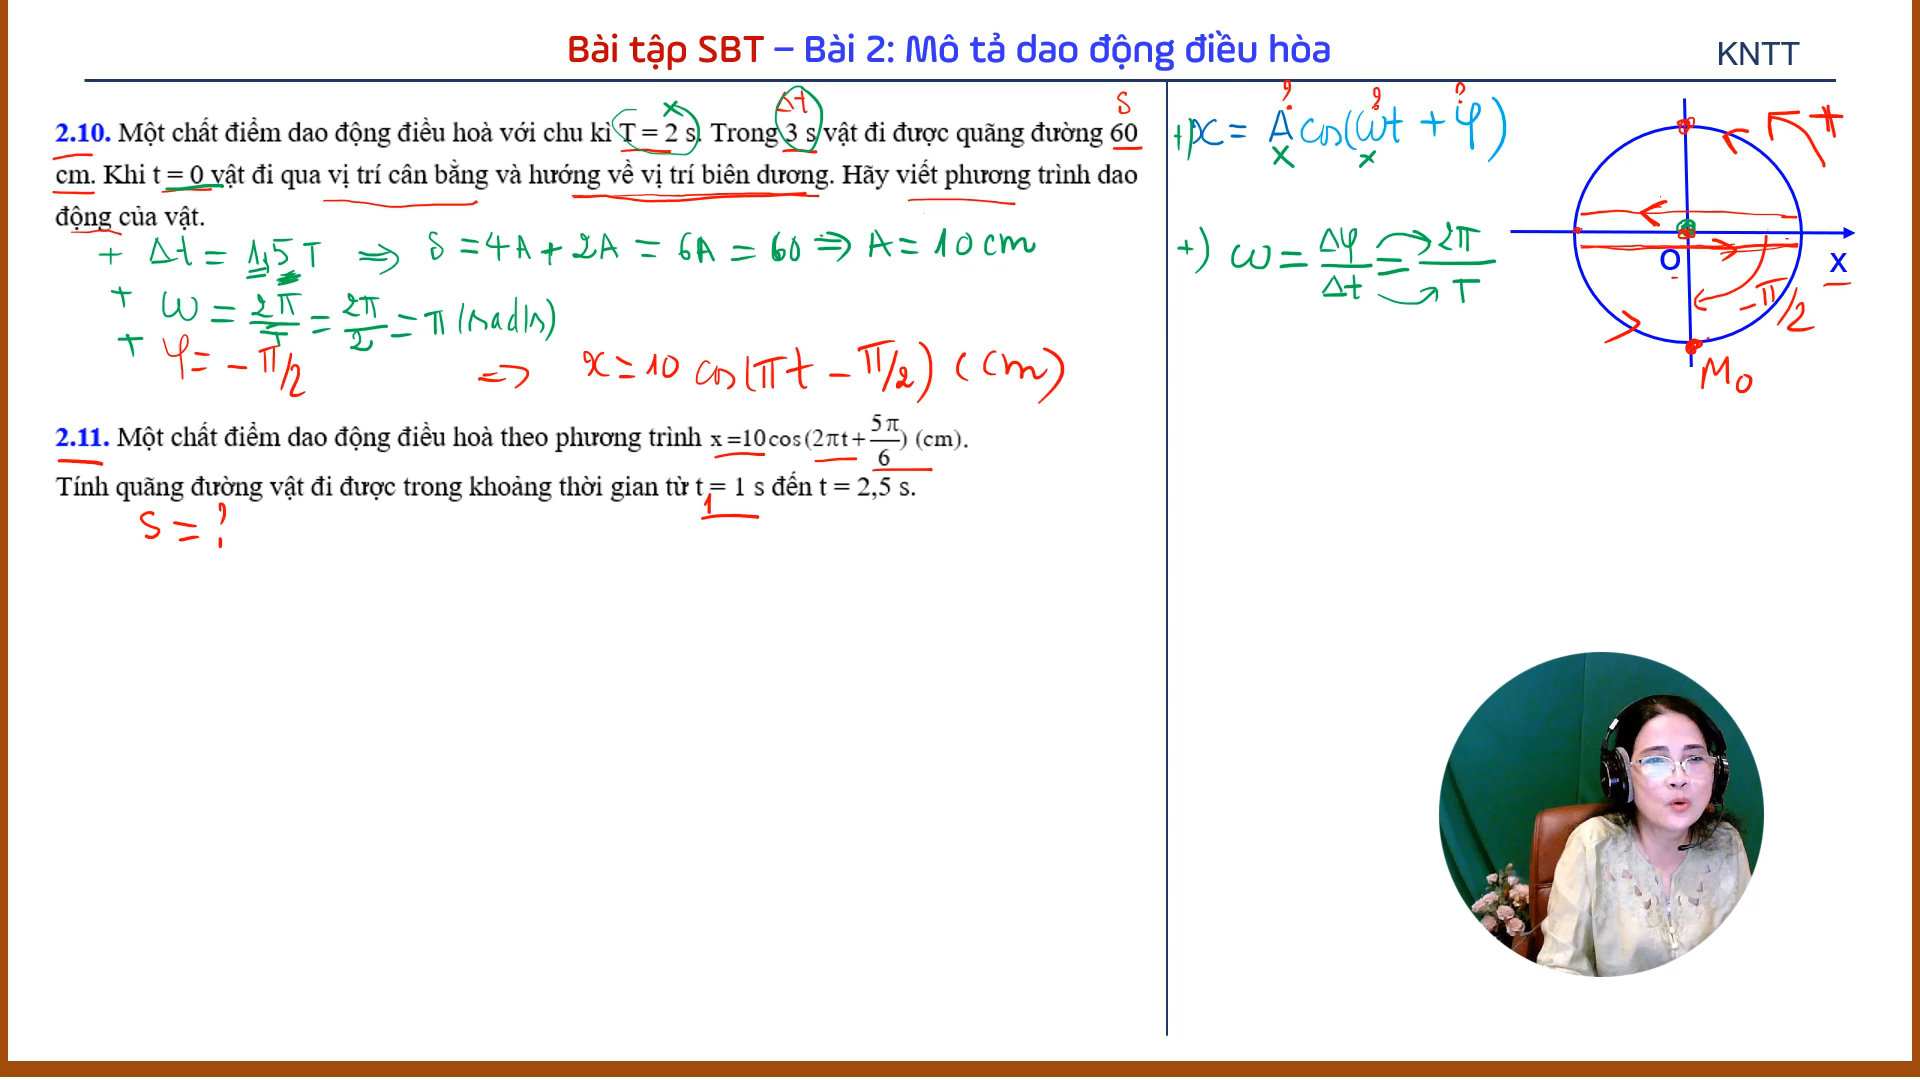 Bài tập SBT – Bài 2: Mô tả dao động điều hòa
KNTT
x Δt S
2.10. Một chất điểm dao động điều hoà với chu kì T = 2 s. Trong 3 s vật đi được quãng đường 60
cm. Khi t = 0 vật đi qua vị trí cân bằng và hướng về vị trí biên dương. Hãy viết phương trình dao
động của vật.
+ Δt = 1,5 T => S = 4A + 2A = 6A = 60 => A = 10 cm
+ ω = 2π/T = 2π/2 = π (rad/s)
+ φ = - π/2 => x = 10 cos(πt - π/2) (cm)
2.11. Một chất điểm dao động điều hoà theo phương trình x =10cos(2πt+5π/6) (cm).
Tính quãng đường vật đi được trong khoảng thời gian từ t = 1 s đến t = 2,5 s.
1
S = ?
? ? ?
+) x = A cos(ωt + φ)
x x
+) ω = Δφ/Δt = 2π/T
+
O
x
-π/2
M0